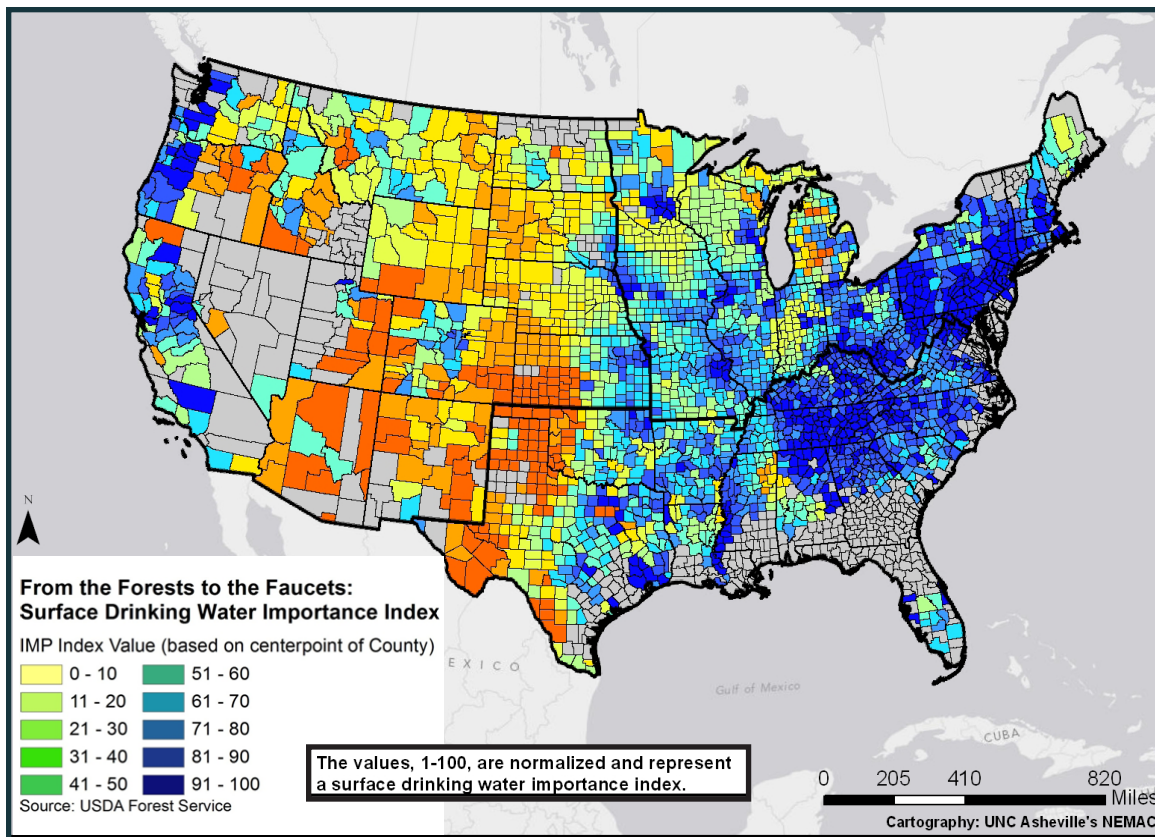 N
M E X I C O
Gulf of Mexico
CUBA
From the Forests to the Faucets:
Surface Drinking Water Importance Index
IMP Index Value (based on centerpoint of County)
0 - 10
51 - 60
11 - 20
61 - 70
21 - 30
71 - 80
31 - 40
81 - 90
41 - 50
91 - 100
Source: USDA Forest Service
The values, 1-100, are normalized and represent
a surface drinking water importance index.
0 205 410 820
Miles
Cartography: UNC Asheville's NEMAC